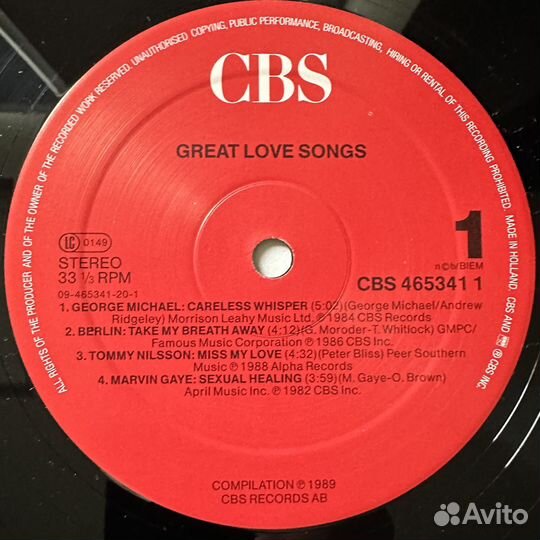 ALL RIGHTS OF THE PRODUCER AND OF THE OWNER OF THE RECORDED WORK RESERVED. UNAUTHORISED COPYING, PUBLIC PERFORMANCE, BROADCASTING, HIRING OR RENTAL OF THIS RECORDING PROHIBITED. MADE IN HOLLAND. CBS AND ℗ CBS INC.
CBS
GREAT LOVE SONGS
LC 0149
STEREO
33 1/3 RPM
09-465341-20-1
1
n©b/BIEM
CBS 465341 1
1. GEORGE MICHAEL: CARELESS WHISPER (5:02)(George Michael/Andrew
Ridgeley) Morrison Leahy Music Ltd. ℗ 1984 CBS Records
2. BERLIN: TAKE MY BREATH AWAY (4:12)(G. Moroder-T. Whitlock) GMPC/
Famous Music Corporation ℗ 1986 CBS Inc.
3. TOMMY NILSSON: MISS MY LOVE (4:32)(Peter Bliss) Peer Southern
Music ℗ 1988 Alpha Records
4. MARVIN GAYE: SEXUAL HEALING (3:59)(M. Gaye-O. Brown)
April Music Inc. ℗ 1982 CBS Inc.
COMPILATION ℗ 1989
CBS RECORDS AB
Avito